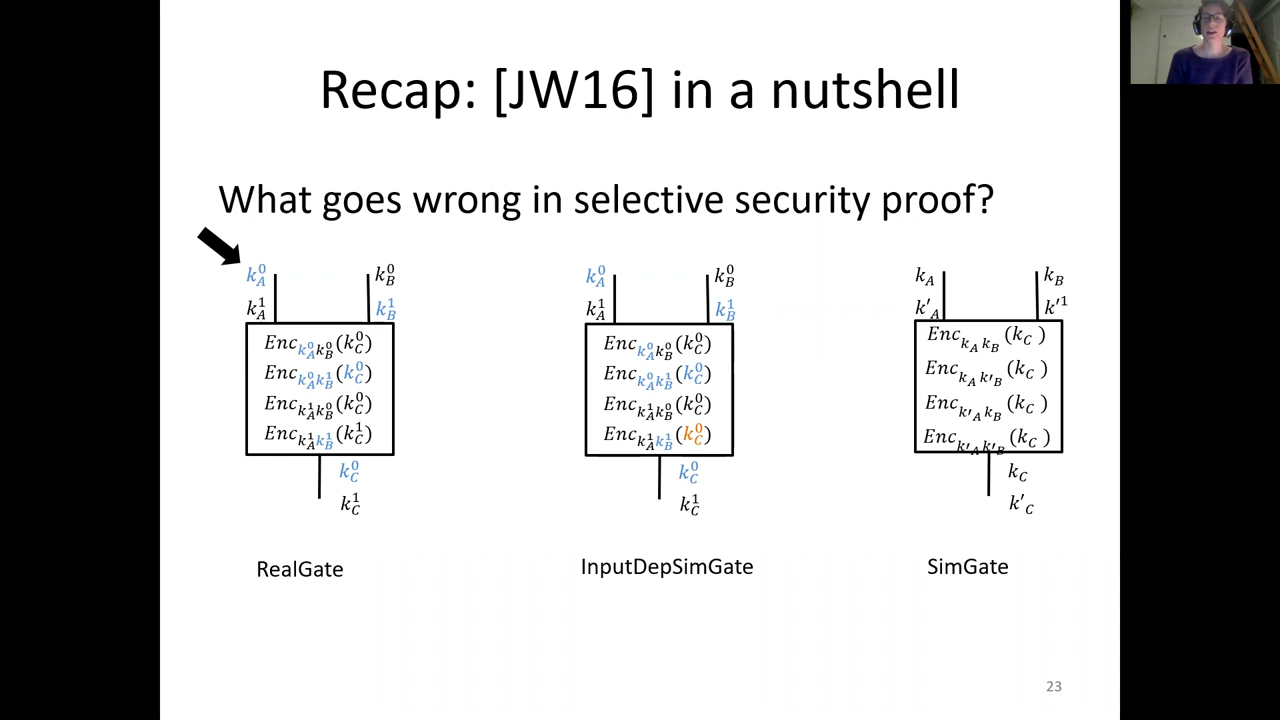 Recap: [JW16] in a nutshell
What goes wrong in selective security proof?
k_A^0 k_B^0
k_A^1 k_B^1
Enc_{k_A^0 k_B^0}(k_C^0)
Enc_{k_A^0 k_B^1}(k_C^0)
Enc_{k_A^1 k_B^0}(k_C^0)
Enc_{k_A^1 k_B^1}(k_C^1)
k_C^0
k_C^1
RealGate
k_A^0 k_B^0
k_A^1 k_B^1
Enc_{k_A^0 k_B^0}(k_C^0)
Enc_{k_A^0 k_B^1}(k_C^0)
Enc_{k_A^1 k_B^0}(k_C^0)
Enc_{k_A^1 k_B^1}(k_C^0)
k_C^0
k_C^1
InputDepSimGate
k_A k_B
k'_A k'^1
Enc_{k_A k_B}(k_C )
Enc_{k_A k'_B}(k_C )
Enc_{k'_A k_B}(k_C )
Enc_{k'_A k'_B}(k_C )
k_C
k'_C
SimGate
23